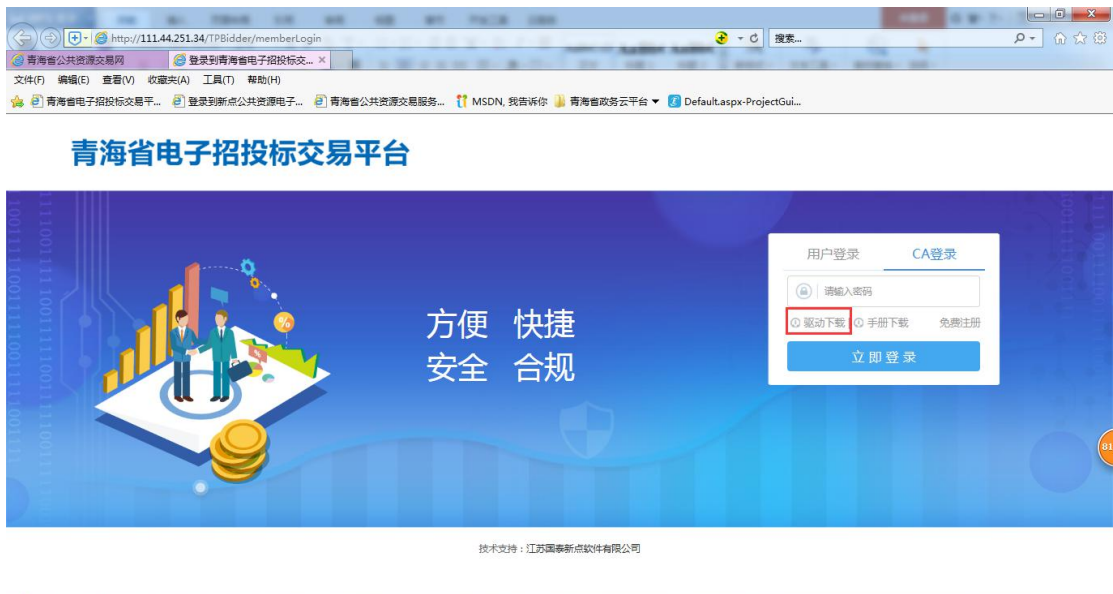 http://111.44.251.34/TPBidder/memberLogin
搜索...
青海省公共资源交易网
登录到青海省电子招投标交... ×
文件(F) 编辑(E) 查看(V) 收藏夹(A) 工具(T) 帮助(H)
青海省电子招投标交易平... 登录到新点公共资源电子... 青海省公共资源交易服务... MSDN, 我告诉你 青海省政务云平台 Default.aspx-ProjectGui...
青海省电子招投标交易平台
用户登录 CA登录
请输入密码
驱动下载 手册下载 免费注册
立即登录
方便 快捷
安全 合规
81
技术支持：江苏国泰新点软件有限公司